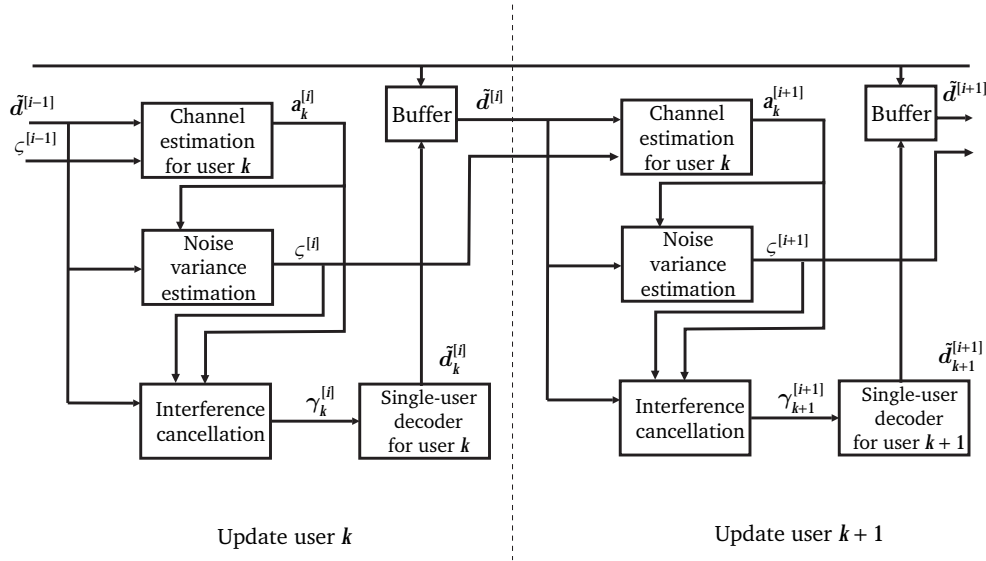 d̃^[i−1]
ς^[i−1]
Channel
estimation
for user k
a_k^[i]
Buffer
d̃^[i]
Noise
variance
estimation
ς^[i]
Interference
cancellation
γ_k^[i]
d̃_k^[i]
Single-user
decoder
for user k
Update user k
Channel
estimation
for user k
a_k^[i+1]
Buffer
d̃^[i+1]
Noise
variance
estimation
ς^[i+1]
Interference
cancellation
γ_{k+1}^[i+1]
d̃_{k+1}^[i+1]
Single-user
decoder
for user k + 1
Update user k + 1